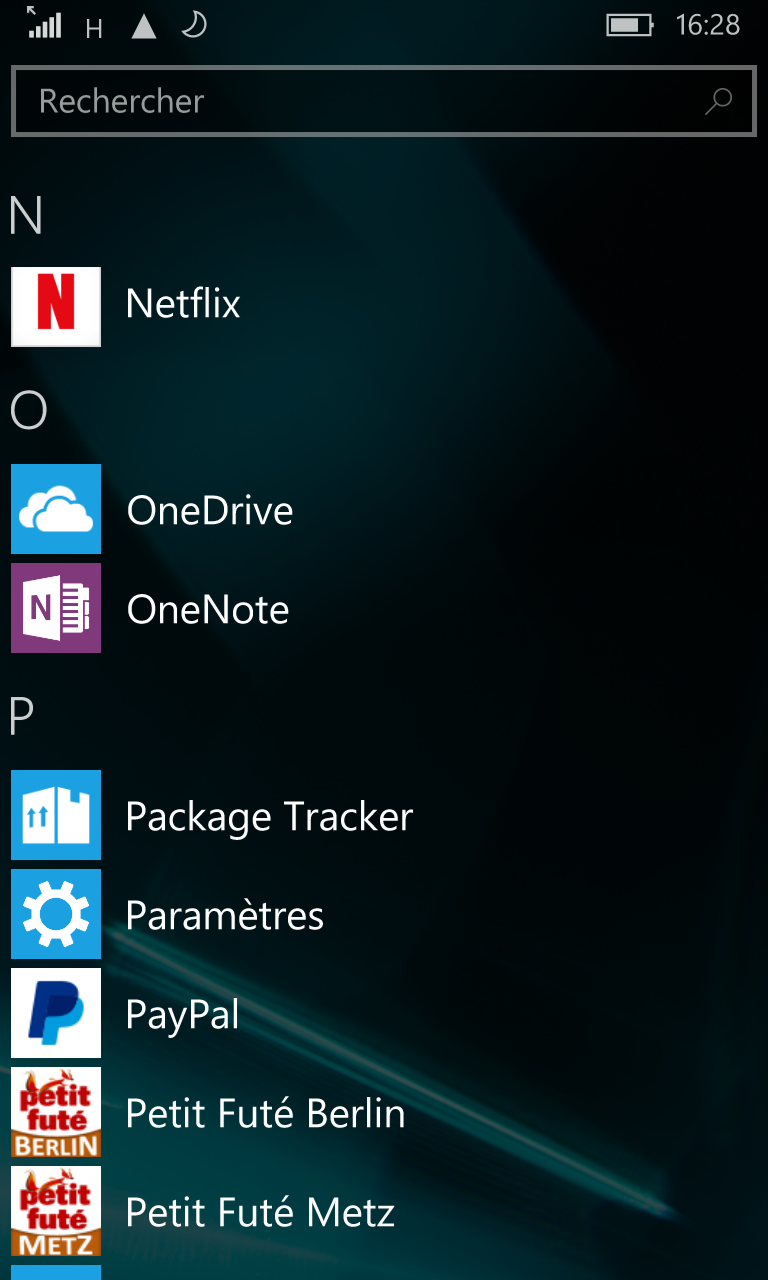 H 16:28
Rechercher
N
N Netflix
O
OneDrive
N OneNote
P
Package Tracker
Paramètres
P PayPal
petit futé BERLIN
Petit Futé Berlin
petit futé METZ
Petit Futé Metz